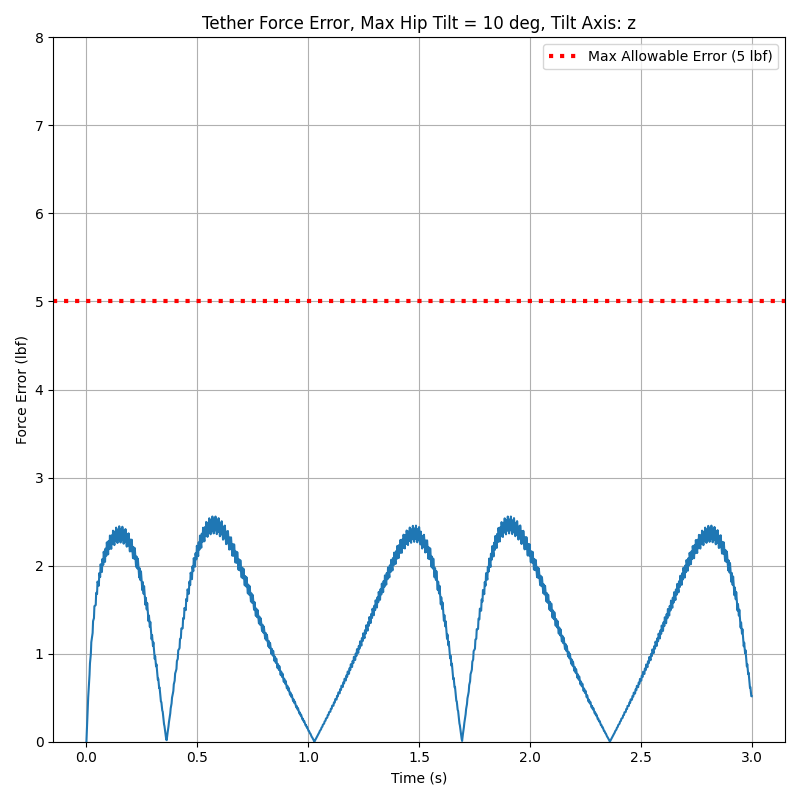 Tether Force Error, Max Hip Tilt = 10 deg, Tilt Axis: z
Max Allowable Error (5 lbf)
8
7
6
5
4
3
2
1
0
Force Error (lbf)
0.0 0.5 1.0 1.5 2.0 2.5 3.0
Time (s)